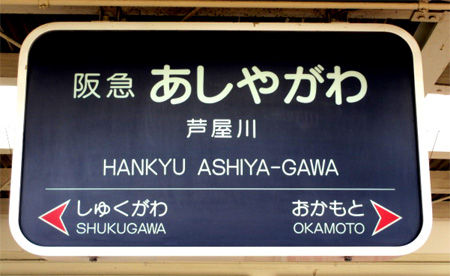 阪急 あしやがわ
芦屋川
HANKYU ASHIYA-GAWA
しゅくがわ おかもと
SHUKUGAWA OKAMOTO